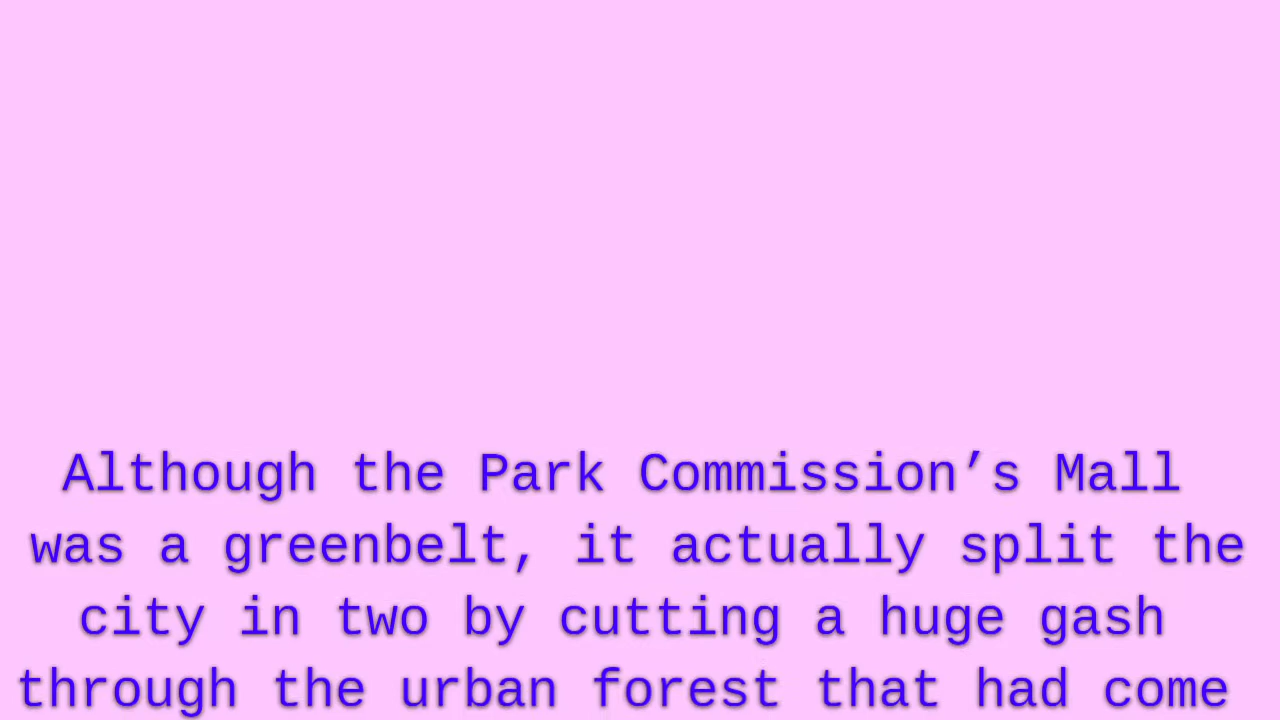 Although the Park Commission’s Mall
was a greenbelt, it actually split the
city in two by cutting a huge gash
through the urban forest that had come